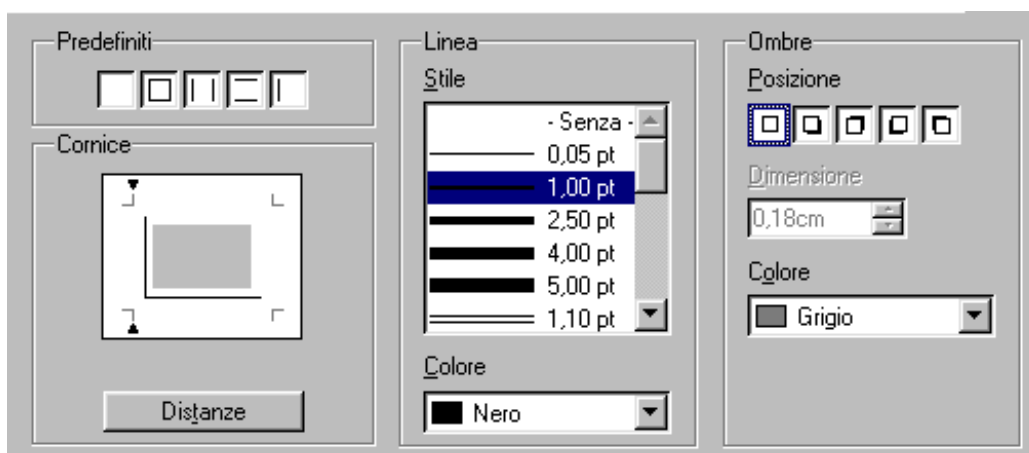 Predefiniti
Cornice
Distanze
Linea
Stile
- Senza -
0,05 pt
1,00 pt
2,50 pt
4,00 pt
5,00 pt
1,10 pt
Colore
Nero
Ombre
Posizione
Dimensione
0,18cm
Colore
Grigio